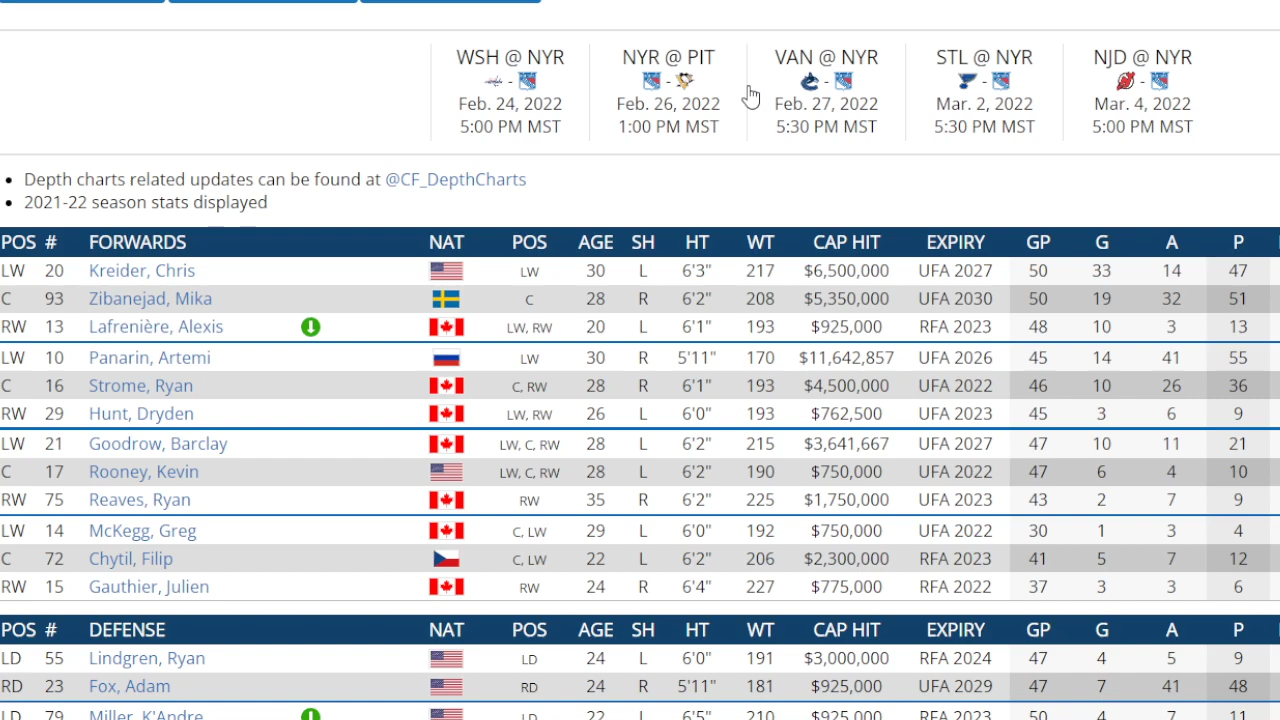 WSH @ NYR NYR @ PIT VAN @ NYR STL @ NYR NJD @ NYR
- - - - -
Feb. 24, 2022 Feb. 26, 2022 Feb. 27, 2022 Mar. 2, 2022 Mar. 4, 2022
5:00 PM MST 1:00 PM MST 5:30 PM MST 5:30 PM MST 5:00 PM MST
• Depth charts related updates can be found at @CF_DepthCharts
• 2021-22 season stats displayed
POS # FORWARDS NAT POS AGE SH HT WT CAP HIT EXPIRY GP G A P
LW 20 Kreider, Chris LW 30 L 6'3" 217 $6,500,000 UFA 2027 50 33 14 47
C 93 Zibanejad, Mika C 28 R 6'2" 208 $5,350,000 UFA 2030 50 19 32 51
RW 13 Lafrenière, Alexis LW, RW 20 L 6'1" 193 $925,000 RFA 2023 48 10 3 13
LW 10 Panarin, Artemi LW 30 R 5'11" 170 $11,642,857 UFA 2026 45 14 41 55
C 16 Strome, Ryan C, RW 28 R 6'1" 193 $4,500,000 UFA 2022 46 10 26 36
RW 29 Hunt, Dryden LW, RW 26 L 6'0" 193 $762,500 UFA 2023 45 3 6 9
LW 21 Goodrow, Barclay LW, C, RW 28 L 6'2" 215 $3,641,667 UFA 2027 47 10 11 21
C 17 Rooney, Kevin LW, C, RW 28 L 6'2" 190 $750,000 UFA 2022 47 6 4 10
RW 75 Reaves, Ryan RW 35 R 6'2" 225 $1,750,000 UFA 2023 43 2 7 9
LW 14 McKegg, Greg C, LW 29 L 6'0" 192 $750,000 UFA 2022 30 1 3 4
C 72 Chytil, Filip C, LW 22 L 6'2" 206 $2,300,000 RFA 2023 41 5 7 12
RW 15 Gauthier, Julien RW 24 R 6'4" 227 $775,000 RFA 2022 37 3 3 6
POS # DEFENSE NAT POS AGE SH HT WT CAP HIT EXPIRY GP G A P
LD 55 Lindgren, Ryan LD 24 L 6'0" 191 $3,000,000 RFA 2024 47 4 5 9
RD 23 Fox, Adam RD 24 R 5'11" 181 $925,000 UFA 2029 47 7 41 48
LD 79 Miller, K'Andre LD 22 L 6'5" 210 $925,000 RFA 2023 50 4 7 11